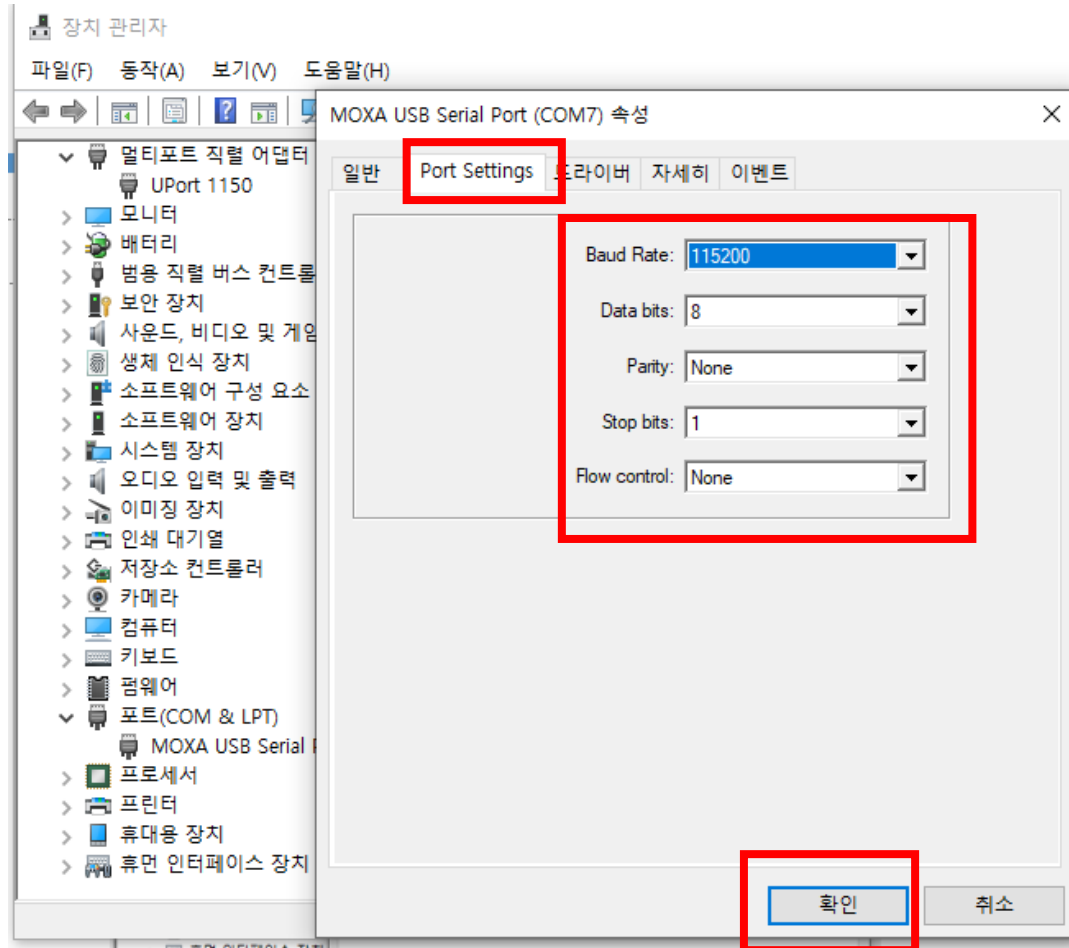 장치 관리자
파일(F) 동작(A) 보기(V) 도움말(H)
멀티포트 직렬 어댑터
UPort 1150
모니터
배터리
범용 직렬 버스 컨트롤
보안 장치
사운드, 비디오 및 게임
생체 인식 장치
소프트웨어 구성 요소
소프트웨어 장치
시스템 장치
오디오 입력 및 출력
이미징 장치
인쇄 대기열
저장소 컨트롤러
카메라
컴퓨터
키보드
펌웨어
포트(COM & LPT)
MOXA USB Serial
프로세서
프린터
휴대용 장치
휴먼 인터페이스 장치
MOXA USB Serial Port (COM7) 속성
일반 Port Settings 드라이버 자세히 이벤트
Baud Rate: 115200
Data bits: 8
Parity: None
Stop bits: 1
Flow control: None
확인 취소